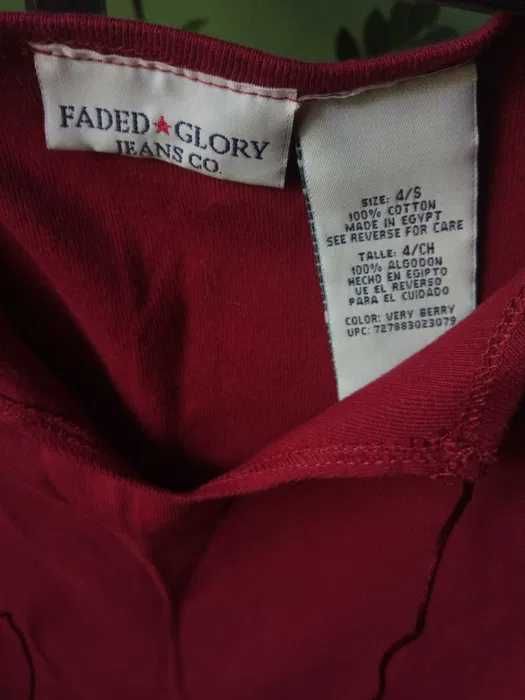 FADED★GLORY
JEANS CO.
SIZE: 4/S
100% COTTON
MADE IN EGYPT
SEE REVERSE FOR CARE
TALLE: 4/CH
100% ALGODON
HECHO EN EGIPTO
VE EL REVERSO
PARA EL CUIDADO
COLOR: VERY BERRY
UPC: 727883023079